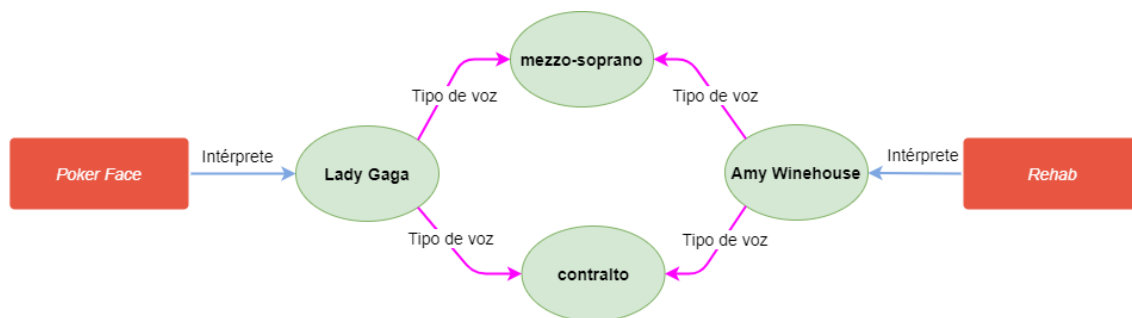 mezzo-soprano
Tipo de voz
Tipo de voz
Poker Face
Intérprete
Lady Gaga
Amy Winehouse
Intérprete
Rehab
Tipo de voz
Tipo de voz
contralto